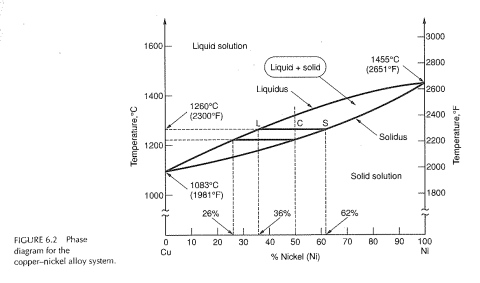 1600
Liquid solution
3000
1455°C
(2651°F)
2800
Liquid + solid
Liquidus
2600
1400
1260°C
(2300°F)
2400
L
C
S
Temperature,°C
Temperature,°F
2200
1200
Solidus
2000
Solid solution
1083°C
(1981°F)
1800
1000
26%
36%
62%
FIGURE 6.2 Phase
diagram for the
copper–nickel alloy system.
0 10 20 30 40 50 60 70 80 90 100
Cu
% Nickel (Ni)
Ni